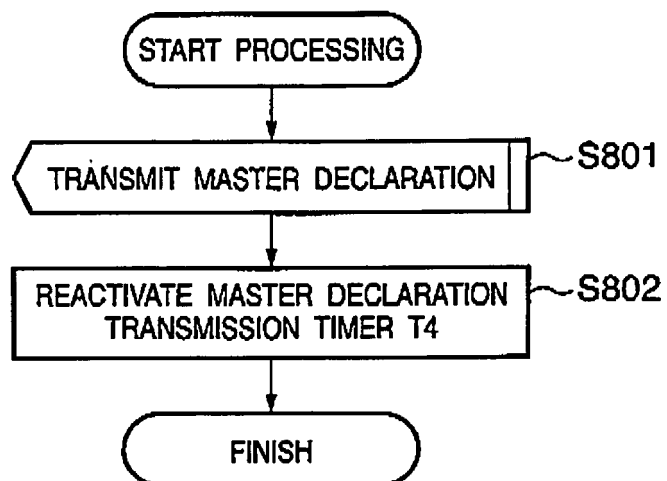 START PROCESSING
TRANSMIT MASTER DECLARATION
S801
REACTIVATE MASTER DECLARATION
TRANSMISSION TIMER T4
S802
FINISH